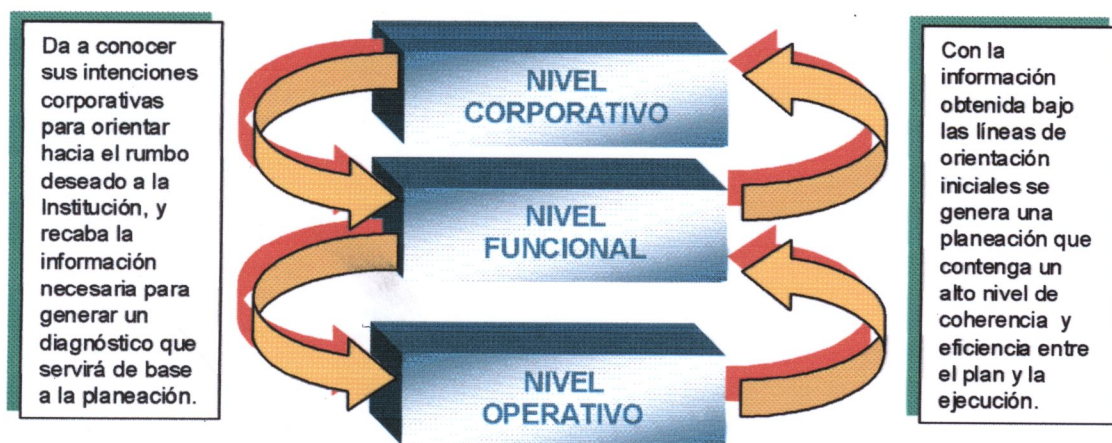 Da a conocer
sus intenciones
corporativas
para orientar
hacia el rumbo
deseado a la
Institución, y
recaba la
información
necesaria para
generar un
diagnóstico que
servirá de base
a la planeación.
NIVEL
CORPORATIVO
NIVEL
FUNCIONAL
NIVEL
OPERATIVO
Con la
información
obtenida bajo
las líneas de
orientación
iniciales se
genera una
planeación que
contenga un
alto nivel de
coherencia y
eficiencia entre
el plan y la
ejecución.